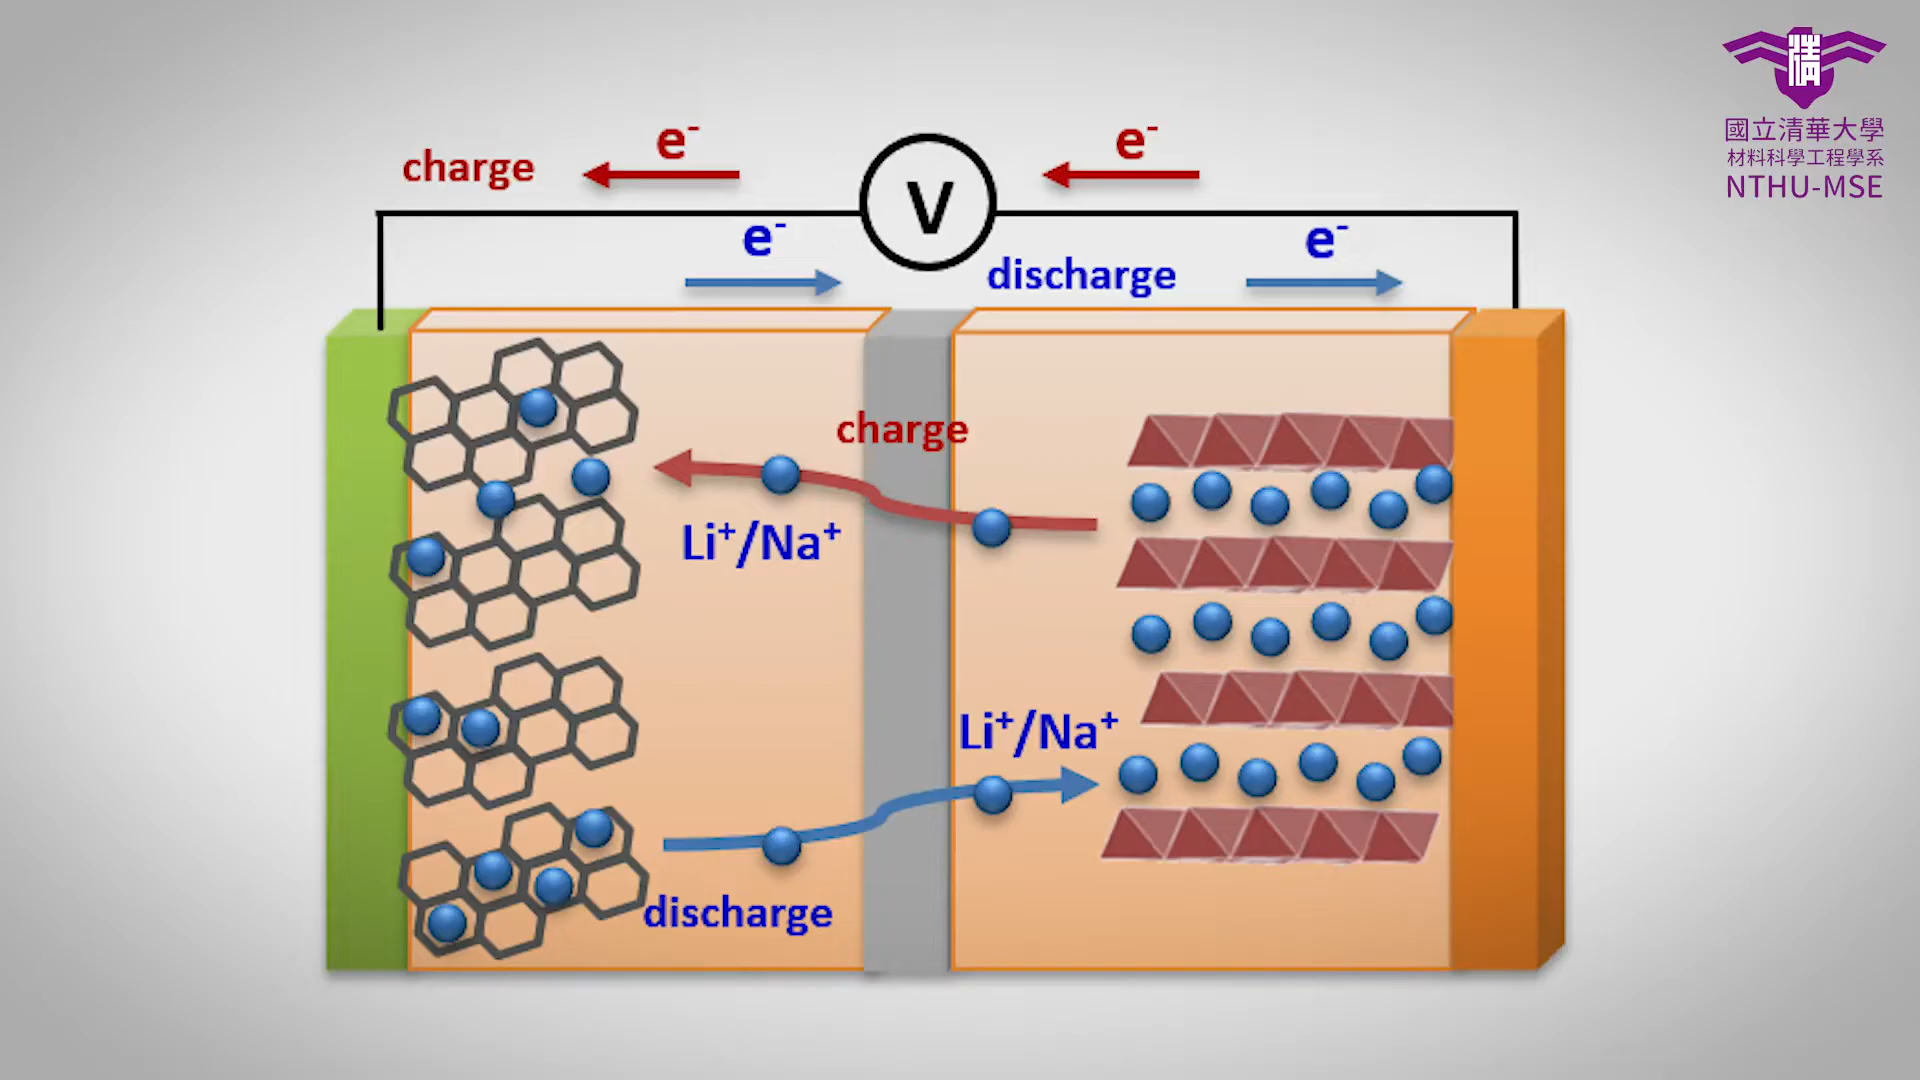 國立清華大學
材料科學工程學系
NTHU-MSE
charge
e⁻
e⁻
V
e⁻
discharge
e⁻
charge
Li⁺/Na⁺
Li⁺/Na⁺
discharge